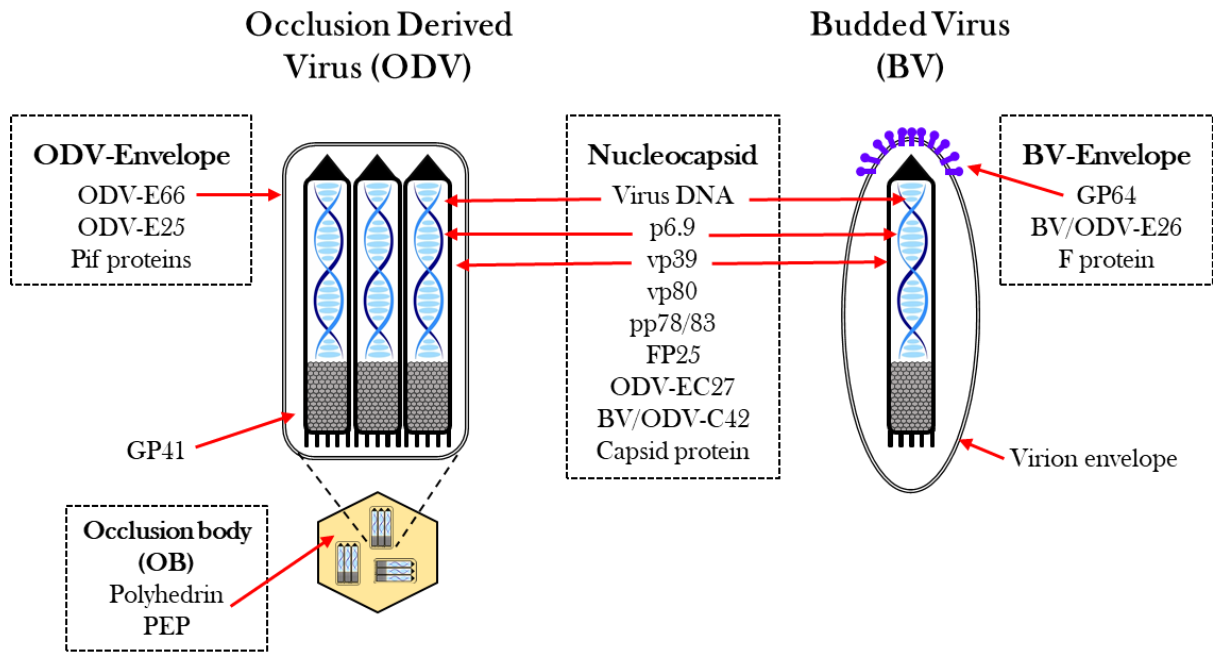 Occlusion Derived
Virus (ODV)
Budded Virus
(BV)
ODV-Envelope
ODV-E66
ODV-E25
Pif proteins
Nucleocapsid
Virus DNA
p6.9
vp39
vp80
pp78/83
FP25
ODV-EC27
BV/ODV-C42
Capsid protein
BV-Envelope
GP64
BV/ODV-E26
F protein
GP41
Virion envelope
Occlusion body
(OB)
Polyhedrin
PEP